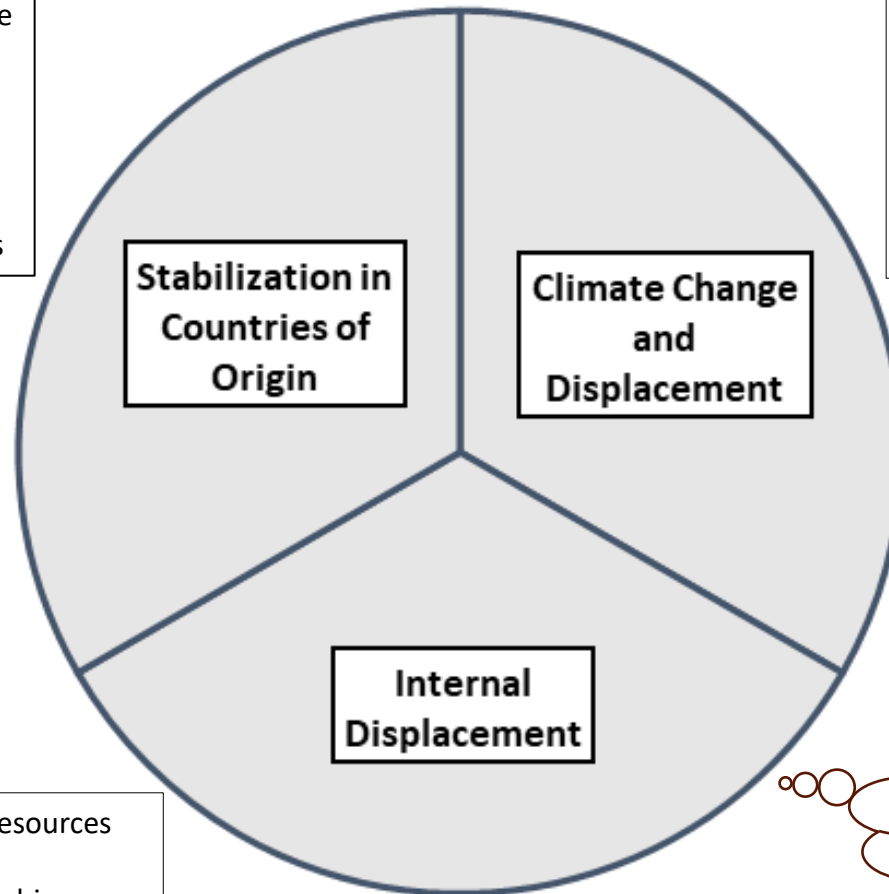 e
s
Stabilization in
Countries of
Origin
Climate Change
and
Displacement
Internal
Displacement
esources